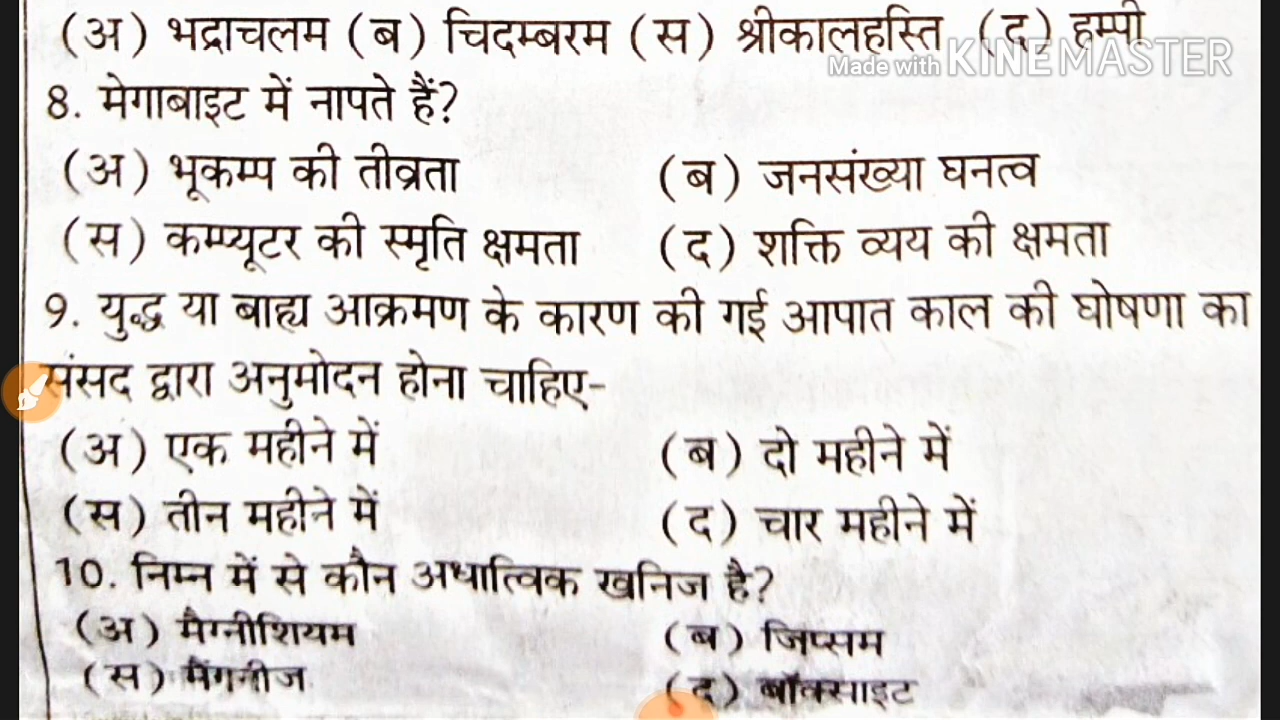 (अ) भद्राचलम (ब) चिदम्बरम (स) श्रीकालहस्ति (द) हम्पी
Made with KINEMASTER
8. मेगाबाइट में नापते हैं?
(अ) भूकम्प की तीव्रता (ब) जनसंख्या घनत्व
(स) कम्प्यूटर की स्मृति क्षमता (द) शक्ति व्यय की क्षमता
9. युद्ध या बाह्य आक्रमण के कारण की गई आपात काल की घोषणा का
संसद द्वारा अनुमोदन होना चाहिए-
(अ) एक महीने में (ब) दो महीने में
(स) तीन महीने में (द) चार महीने में
10. निम्न में से कौन अधात्विक खनिज है?
(अ) मैग्नीशियम (ब) जिप्सम
(स) मैंगनीज (द) बॉक्साइट